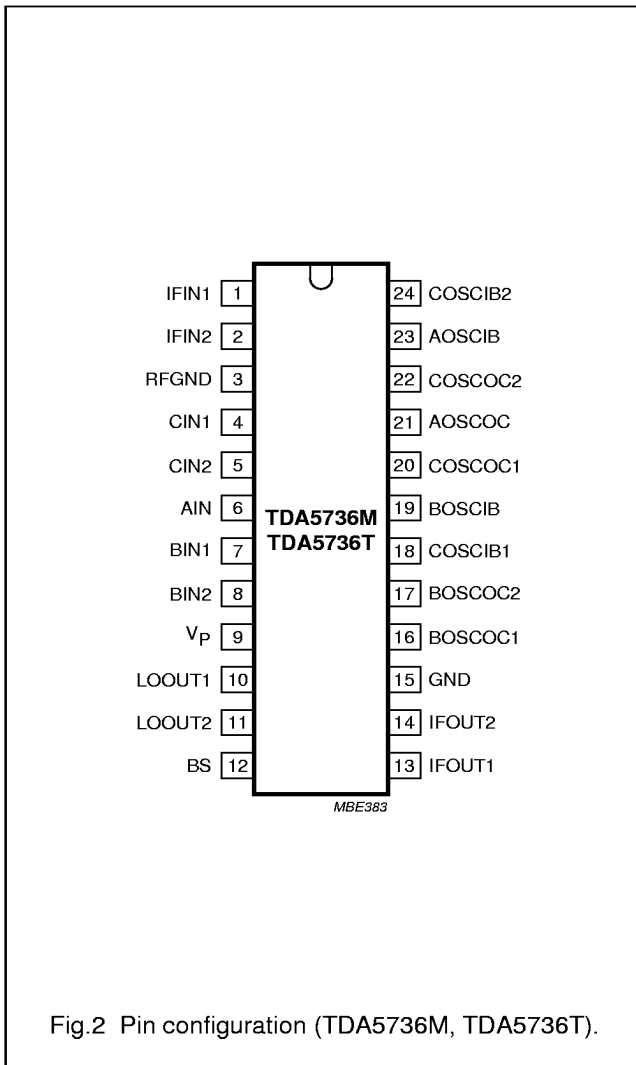 IFIN1 1 24 COSCIB2
IFIN2 2 23 AOSCIB
RFGND 3 22 COSCOC2
CIN1 4 21 AOSCOC
CIN2 5 20 COSCOC1
AIN 6 19 BOSCIB
TDA5736M
TDA5736T
BIN1 7 18 COSCIB1
BIN2 8 17 BOSCOC2
VP 9 16 BOSCOC1
LOOUT1 10 15 GND
LOOUT2 11 14 IFOUT2
BS 12 13 IFOUT1
MBE383
Fig.2 Pin configuration (TDA5736M, TDA5736T).